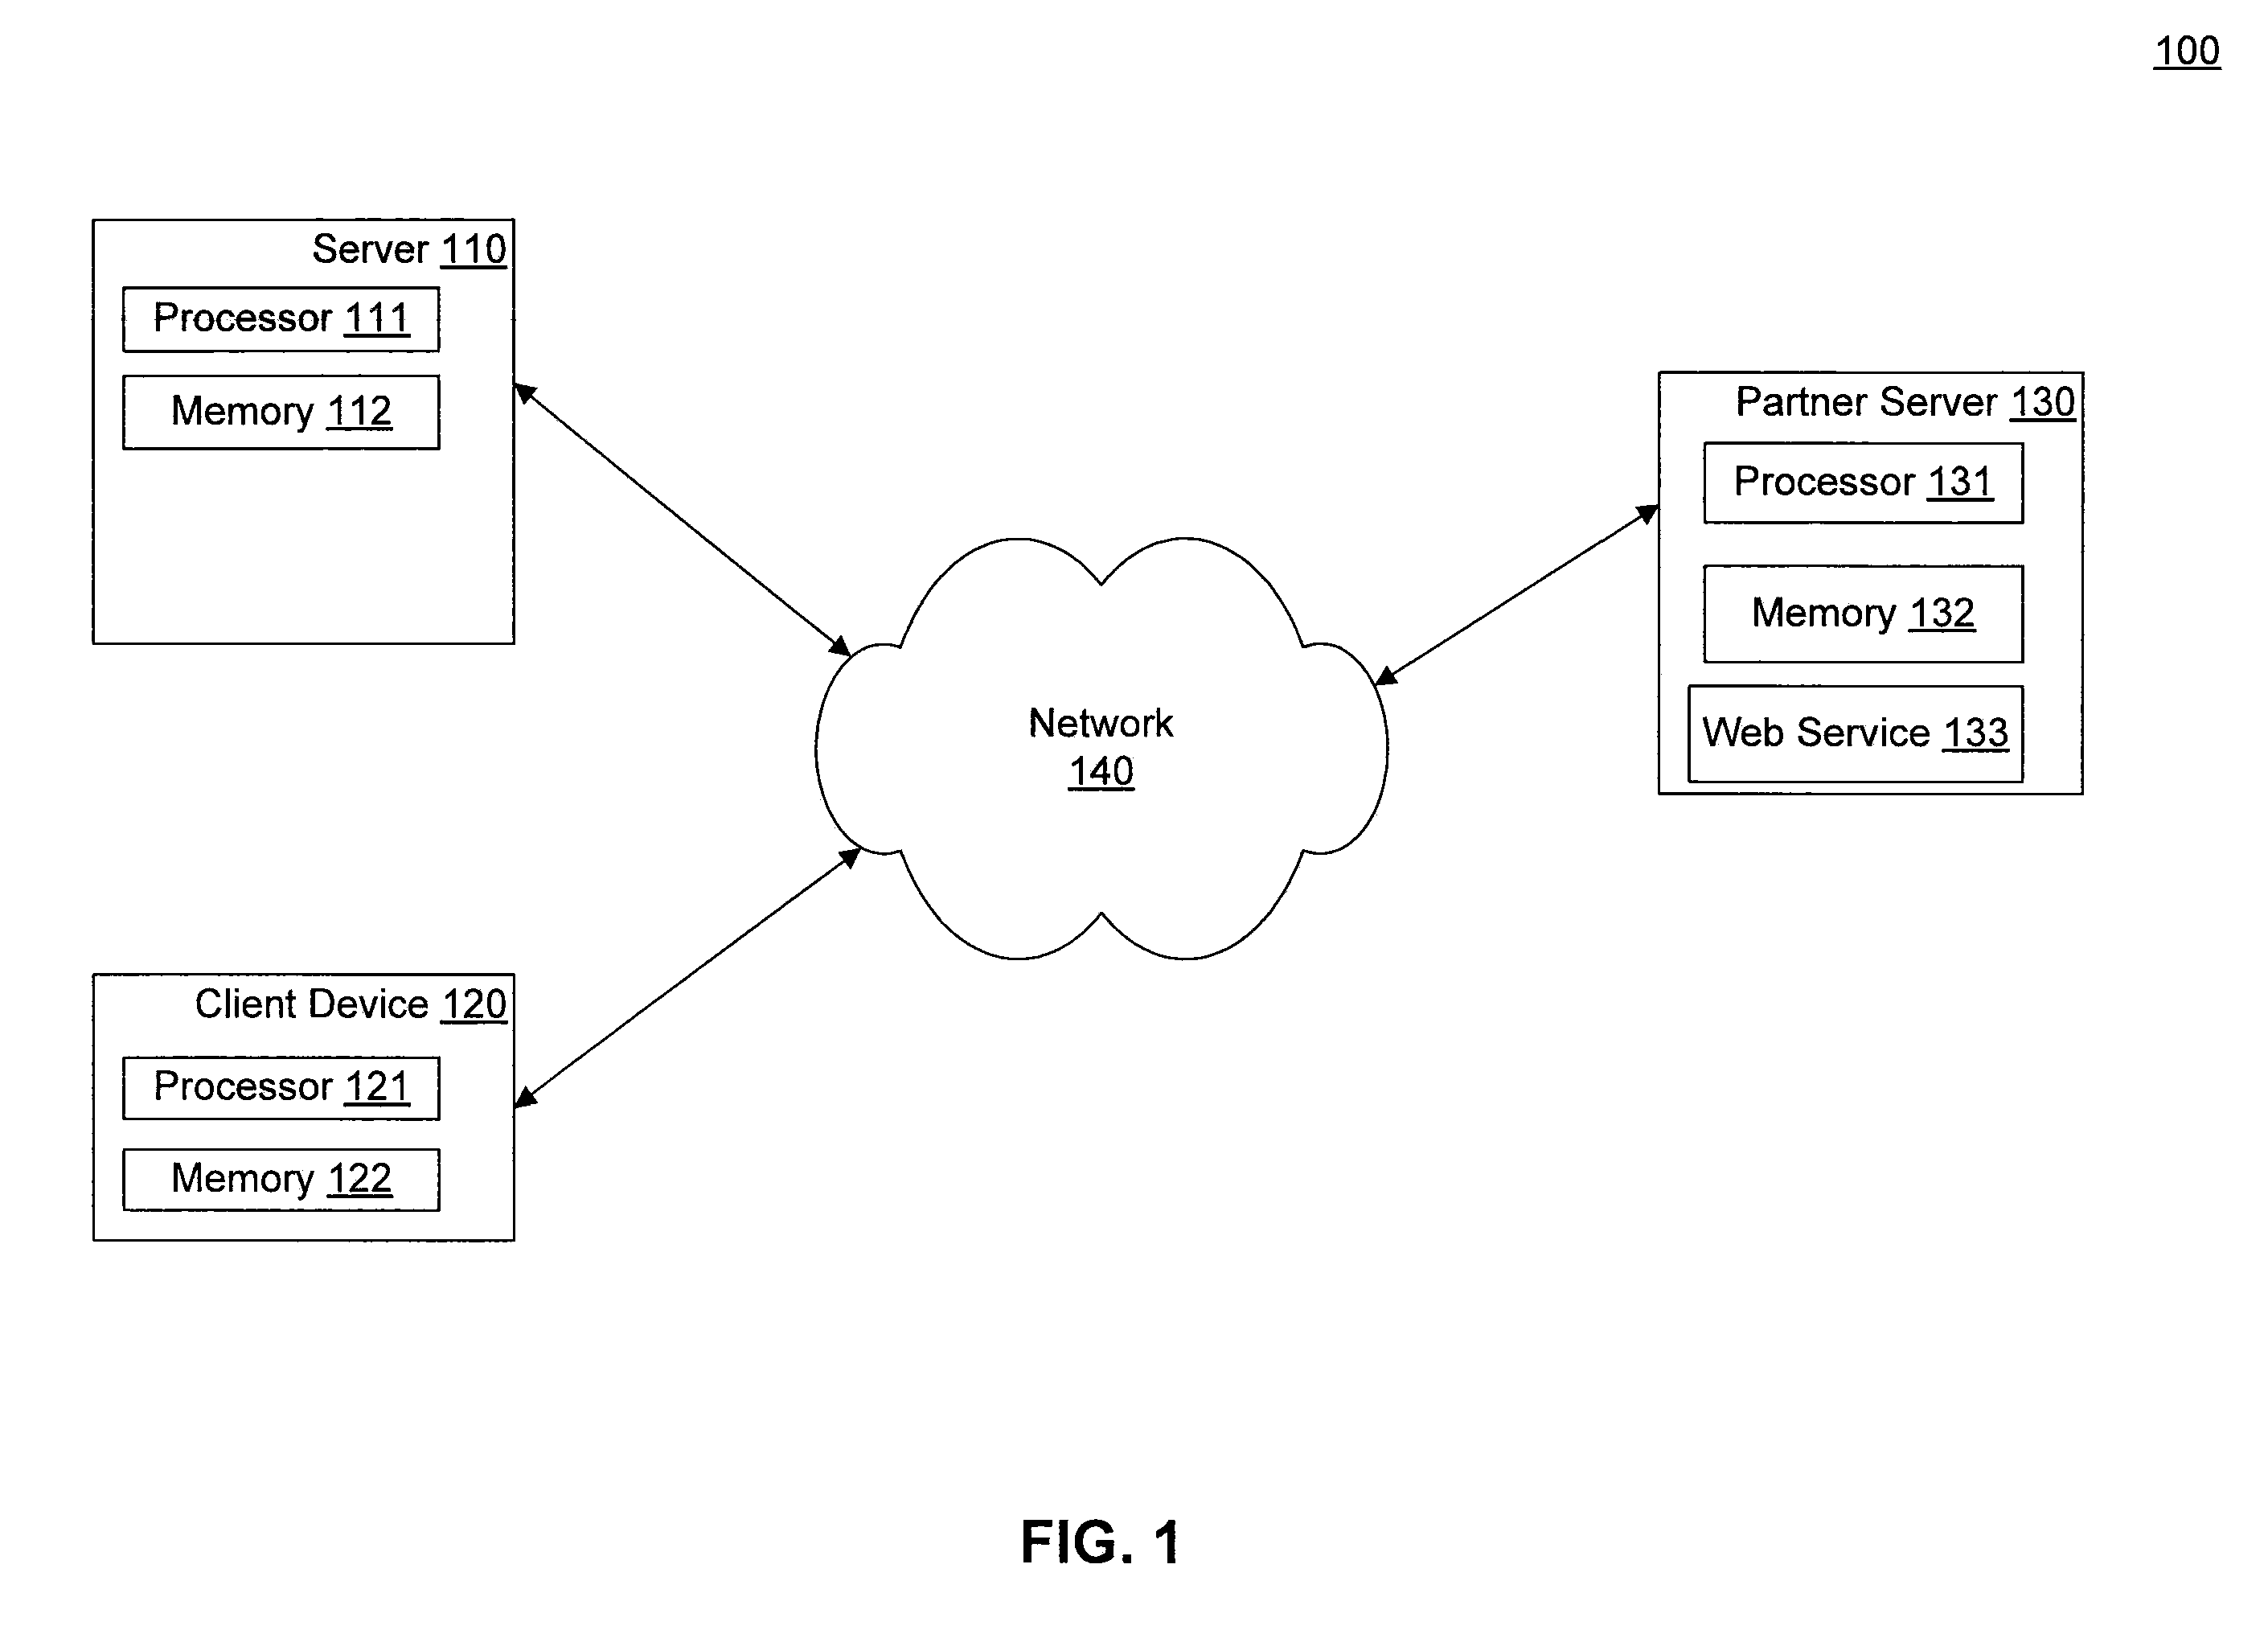 100
Server 110
Processor 111
Memory 112
Partner Server 130
Processor 131
Memory 132
Web Service 133
Network
140
Client Device 120
Processor 121
Memory 122
FIG. 1